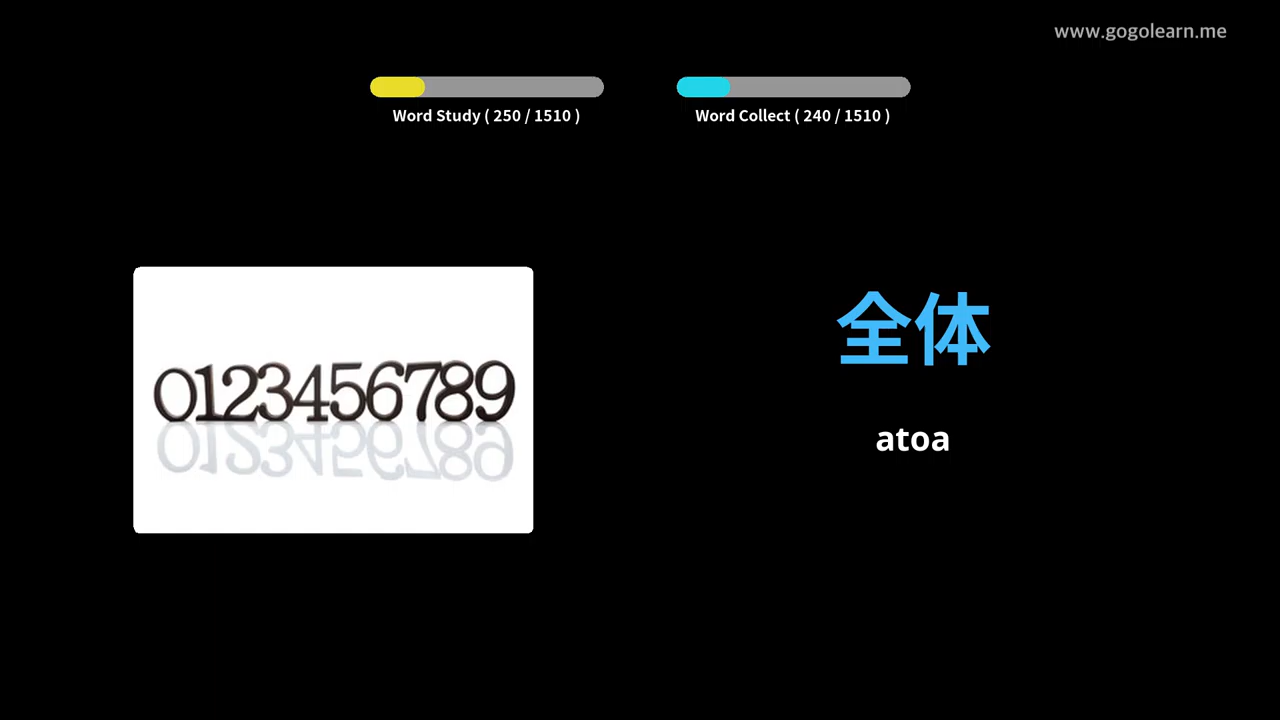 www.gogolearn.me
Word Study ( 250 / 1510 )
Word Collect ( 240 / 1510 )
0123456789
全体
atoa